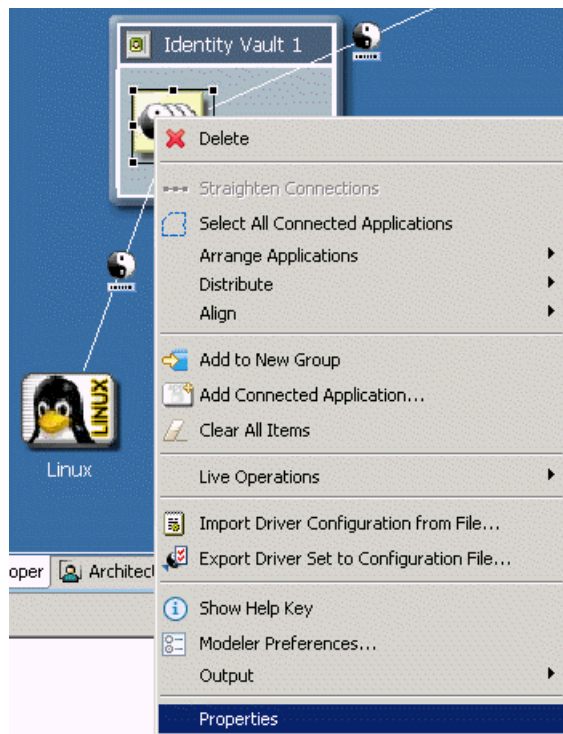 Identity Vault 1
Delete
Straighten Connections
Select All Connected Applications
Arrange Applications
Distribute
Align
Add to New Group
Add Connected Application...
Clear All Items
LINUX
Linux
Live Operations
Import Driver Configuration from File...
Export Driver Set to Configuration File...
oper
Architect
Show Help Key
Modeler Preferences...
Output
Properties